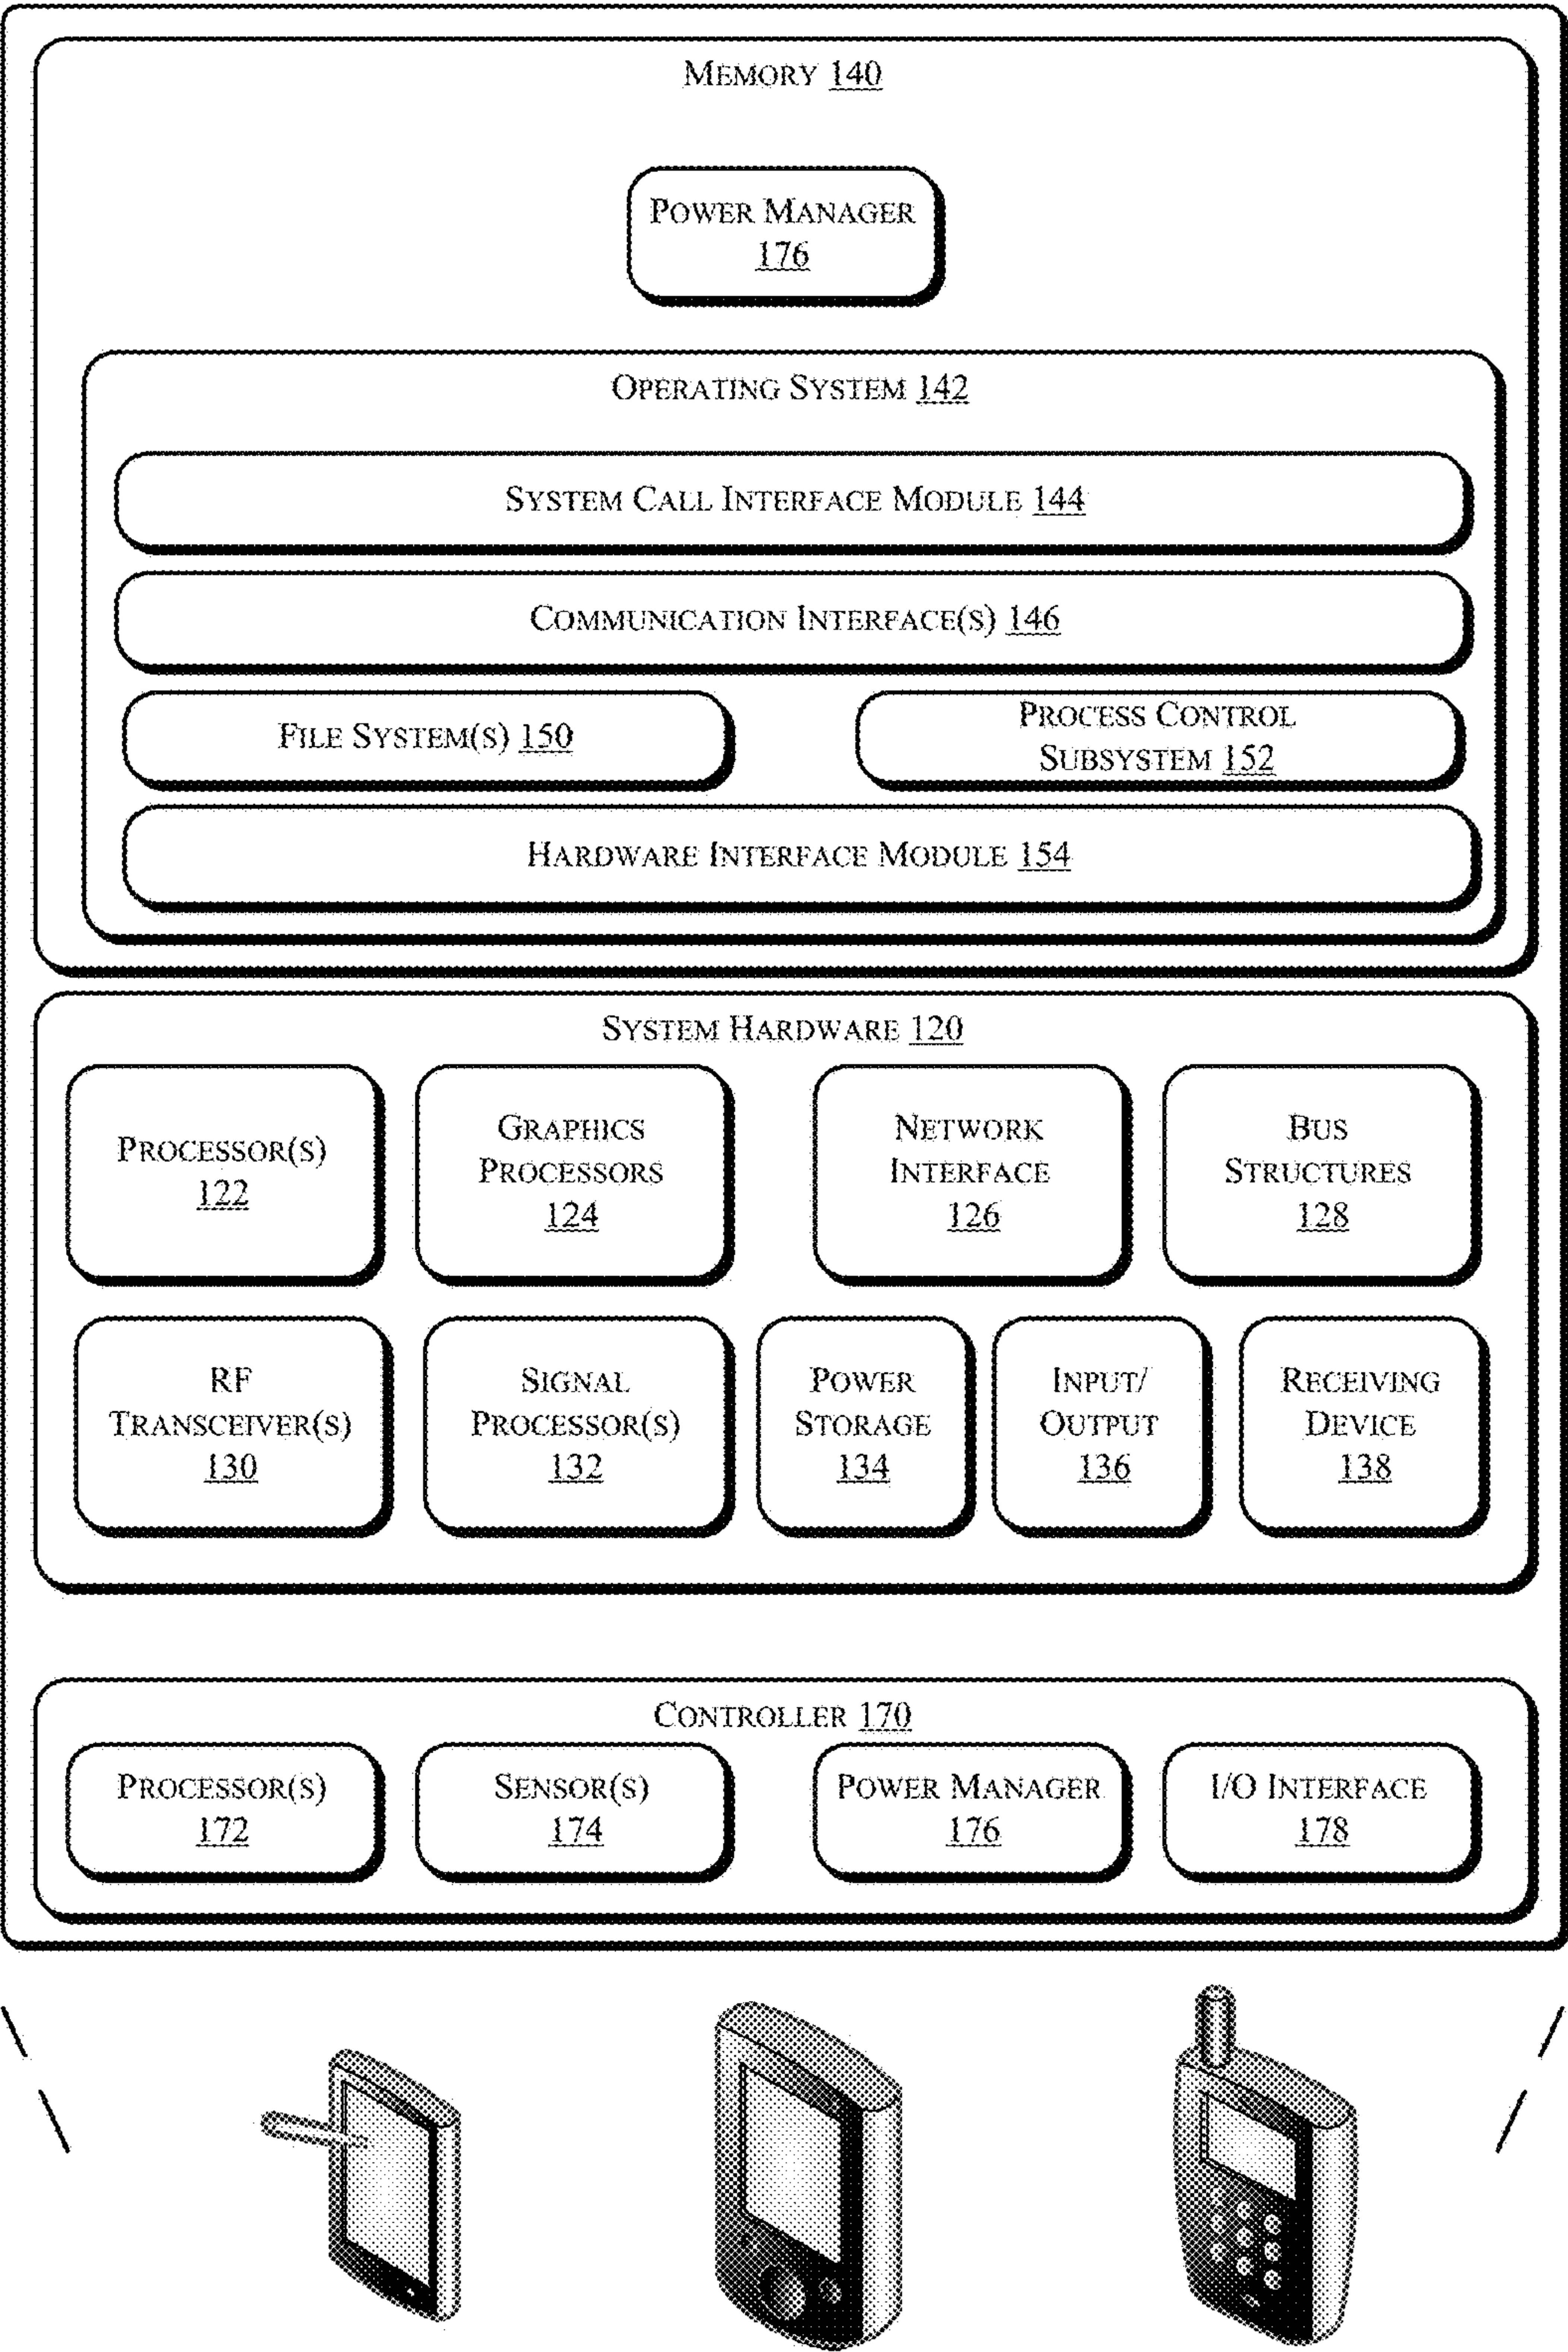 MEMORY 140
POWER MANAGER
176
OPERATING SYSTEM 142
SYSTEM CALL INTERFACE MODULE 144
COMMUNICATION INTERFACE(S) 146
FILE SYSTEM(S) 150
PROCESS CONTROL
SUBSYSTEM 152
HARDWARE INTERFACE MODULE 154
SYSTEM HARDWARE 120
PROCESSOR(S)
122
GRAPHICS
PROCESSORS
124
NETWORK
INTERFACE
126
BUS
STRUCTURES
128
RF
TRANSCEIVER(S)
130
SIGNAL
PROCESSOR(S)
132
POWER
STORAGE
134
INPUT/
OUTPUT
136
RECEIVING
DEVICE
138
CONTROLLER 170
PROCESSOR(S)
172
SENSOR(S)
174
POWER MANAGER
176
I/O INTERFACE
178